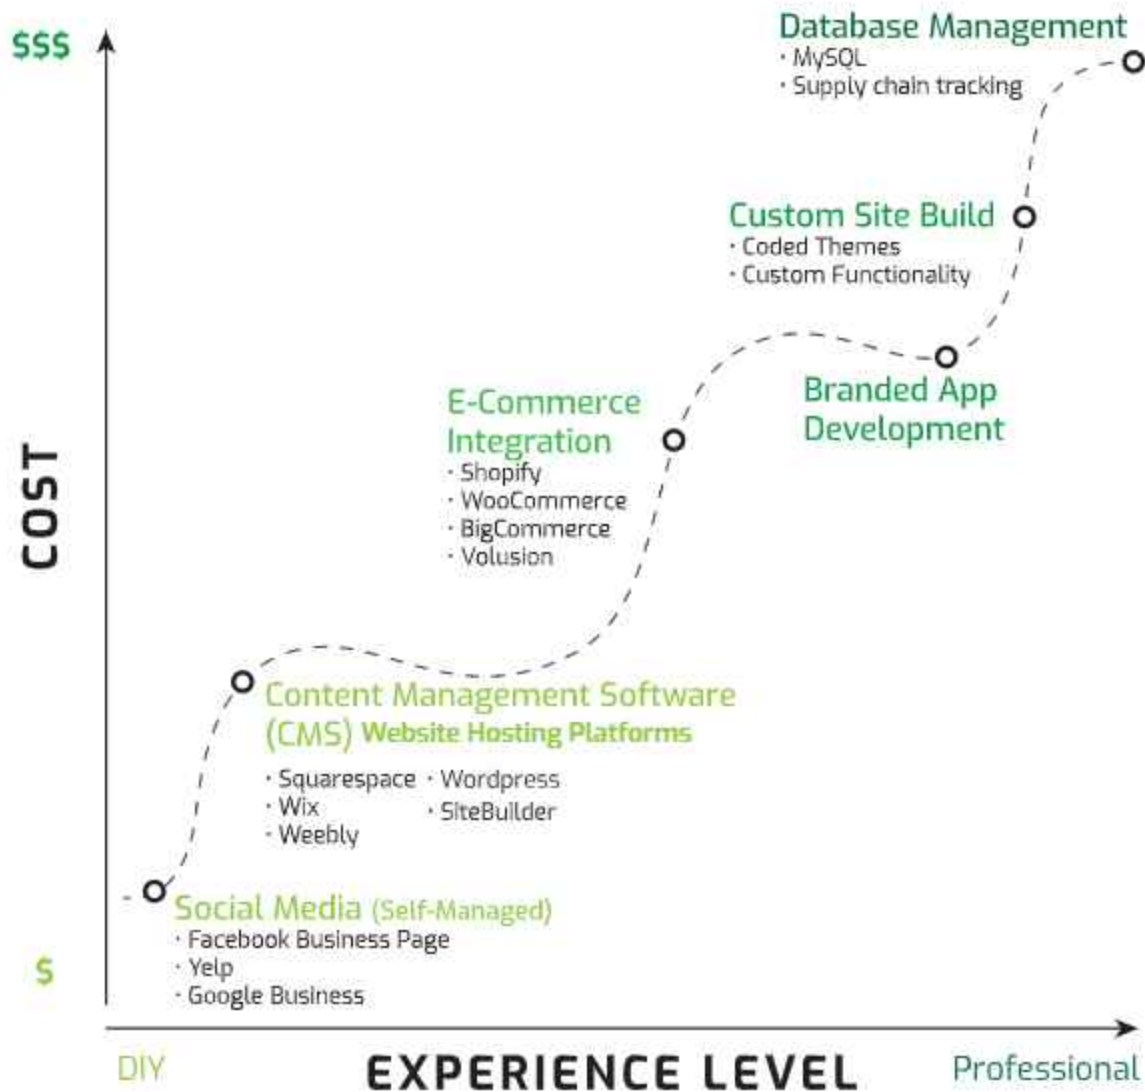 $$$
Database Management
· MySQL
· Supply chain tracking
Custom Site Build
· Coded Themes
· Custom Functionality
Branded App
Development
E-Commerce
Integration
· Shopify
· WooCommerce
· BigCommerce
· Volusion
COST
Content Management Software
(CMS) Website Hosting Platforms
· Squarespace · Wordpress
· Wix · SiteBuilder
· Weebly
Social Media (Self-Managed)
· Facebook Business Page
· Yelp
· Google Business
$
DIY EXPERIENCE LEVEL Professional